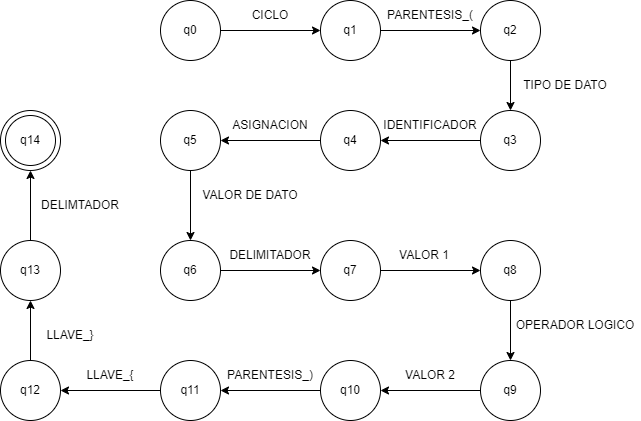 q0
CICLO
q1
PARENTESIS_(
q2
TIPO DE DATO
q3
IDENTIFICADOR
q4
ASIGNACION
q5
VALOR DE DATO
q6
DELIMITADOR
q7
VALOR 1
q8
OPERADOR LOGICO
q9
VALOR 2
q10
PARENTESIS_)
q11
LLAVE_{
q12
LLAVE_}
q13
DELIMTADOR
q14